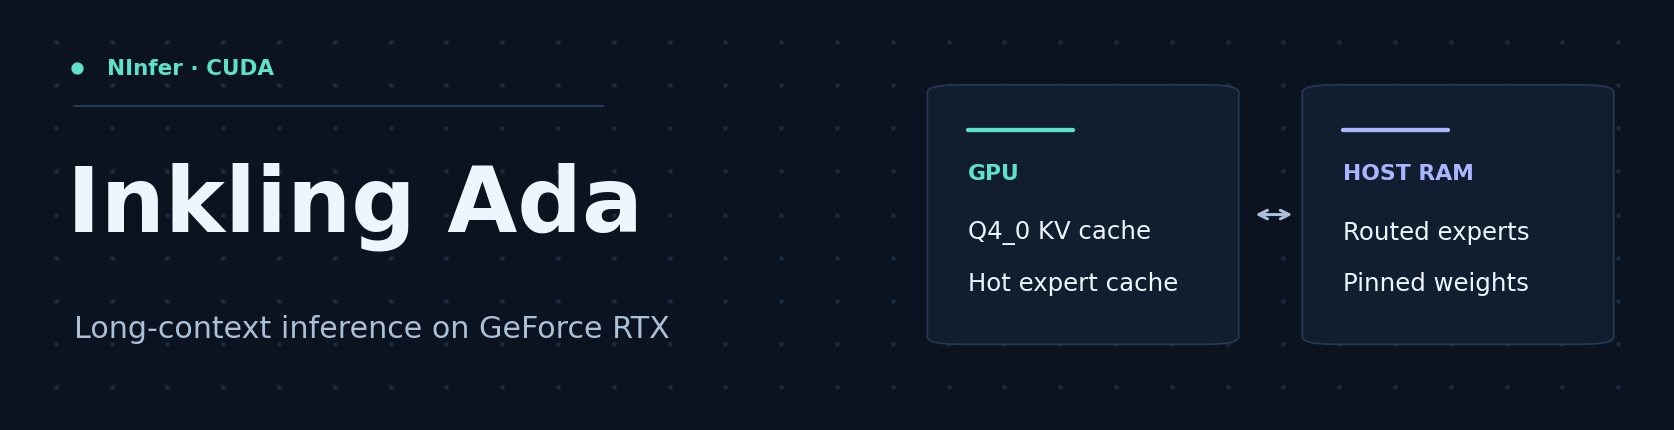 NInfer · CUDA
Inkling Ada
Long-context inference on GeForce RTX
GPU
Q4_0 KV cache
Hot expert cache
HOST RAM
Routed experts
Pinned weights